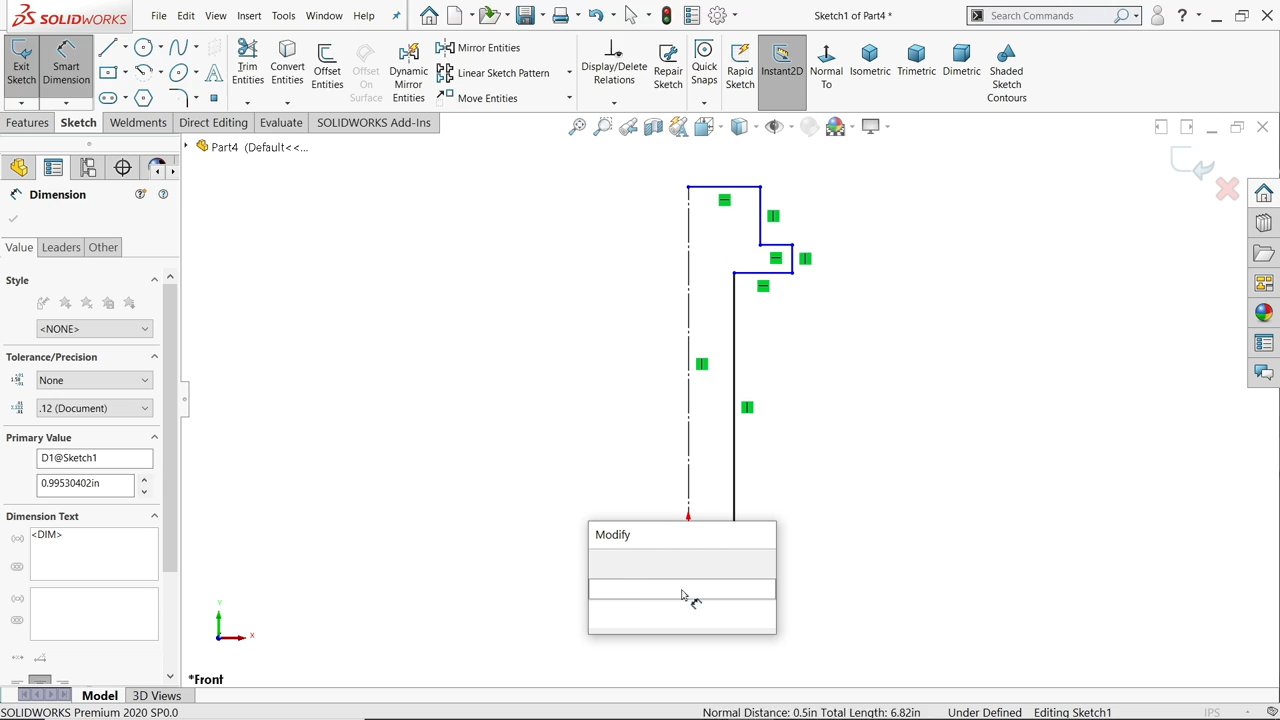 SOLIDWORKS
File
Edit
View
Insert
Tools
Window
Help
Sketch1 of Part4 *
Search Commands
?
Exit Sketch
Smart Dimension
Trim Entities
Convert Entities
Offset Entities
Offset On Surface
Dynamic Mirror Entities
Mirror Entities
Linear Sketch Pattern
Move Entities
Display/Delete Relations
Repair Sketch
Quick Snaps
Rapid Sketch
Instant2D
Normal To
Isometric
Trimetric
Dimetric
Shaded Sketch Contours
Features
Sketch
Weldments
Direct Editing
Evaluate
SOLIDWORKS Add-Ins
Part4 (Default<<...
Dimension
Value
Leaders
Other
Style
<NONE>
Tolerance/Precision
None
.12 (Document)
Primary Value
D1@Sketch1
0.99530402in
Dimension Text
<DIM>
Modify
Y
X
*Front
Model
3D Views
SOLIDWORKS Premium 2020 SP0.0
Normal Distance: 0.5in Total Length: 6.82in
Under Defined
Editing Sketch1
IPS